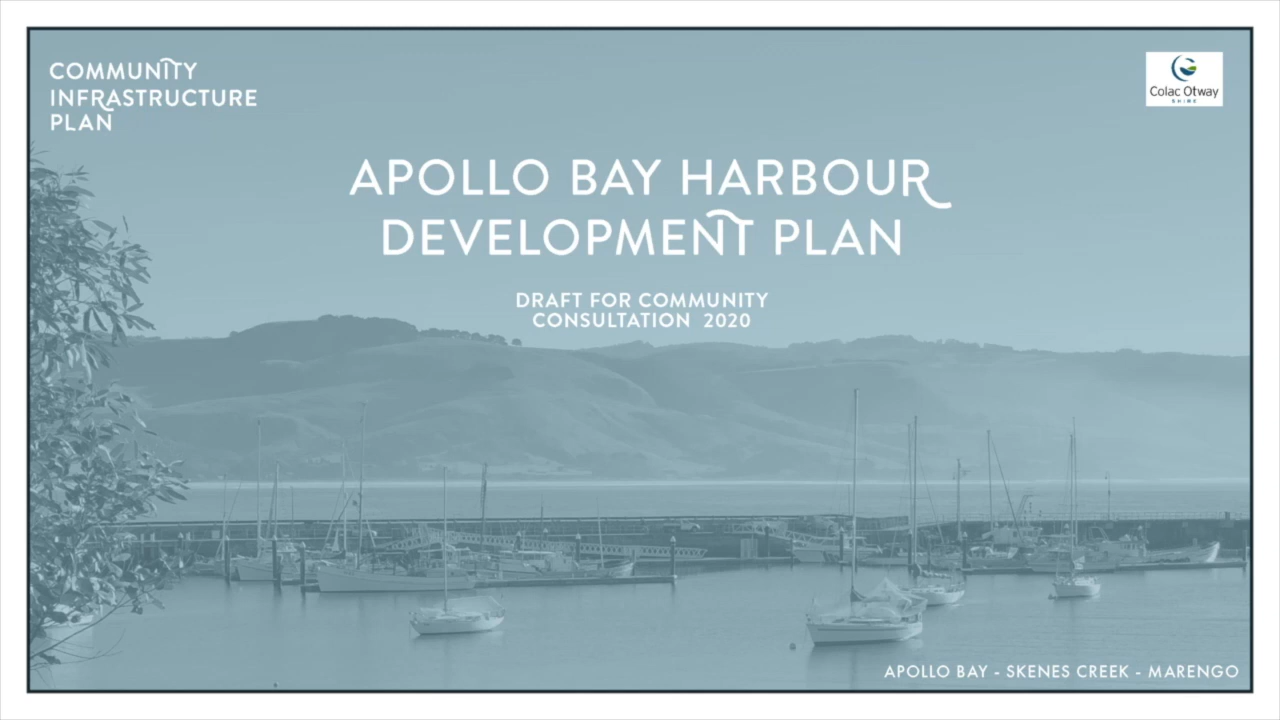 COMMUNITY
INFRASTRUCTURE
PLAN
Colac Otway
SHIRE
APOLLO BAY HARBOUR
DEVELOPMENT PLAN
DRAFT FOR COMMUNITY
CONSULTATION 2020
APOLLO BAY - SKENES CREEK - MARENGO